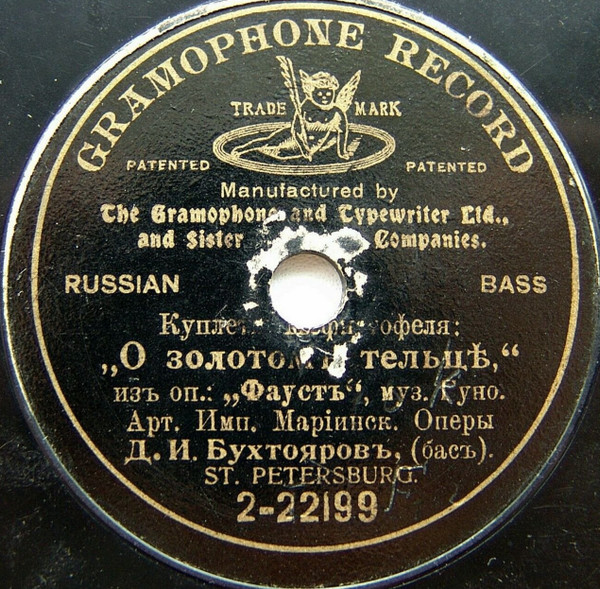 GRAMOPHONE RECORD
TRADE MARK
PATENTED PATENTED
Manufactured by
The Gramophone and Typewriter Ltd.,
and Sister Companies.
RUSSIAN BASS
„О золотомъ тельцѣ,“
изъ оп.: „Фаустъ“, муз. Гуно.
Арт. Имп. Маріинск. Оперы
Д. И. Бухтояровъ, (басъ).
ST. PETERSBURG.
2-22199